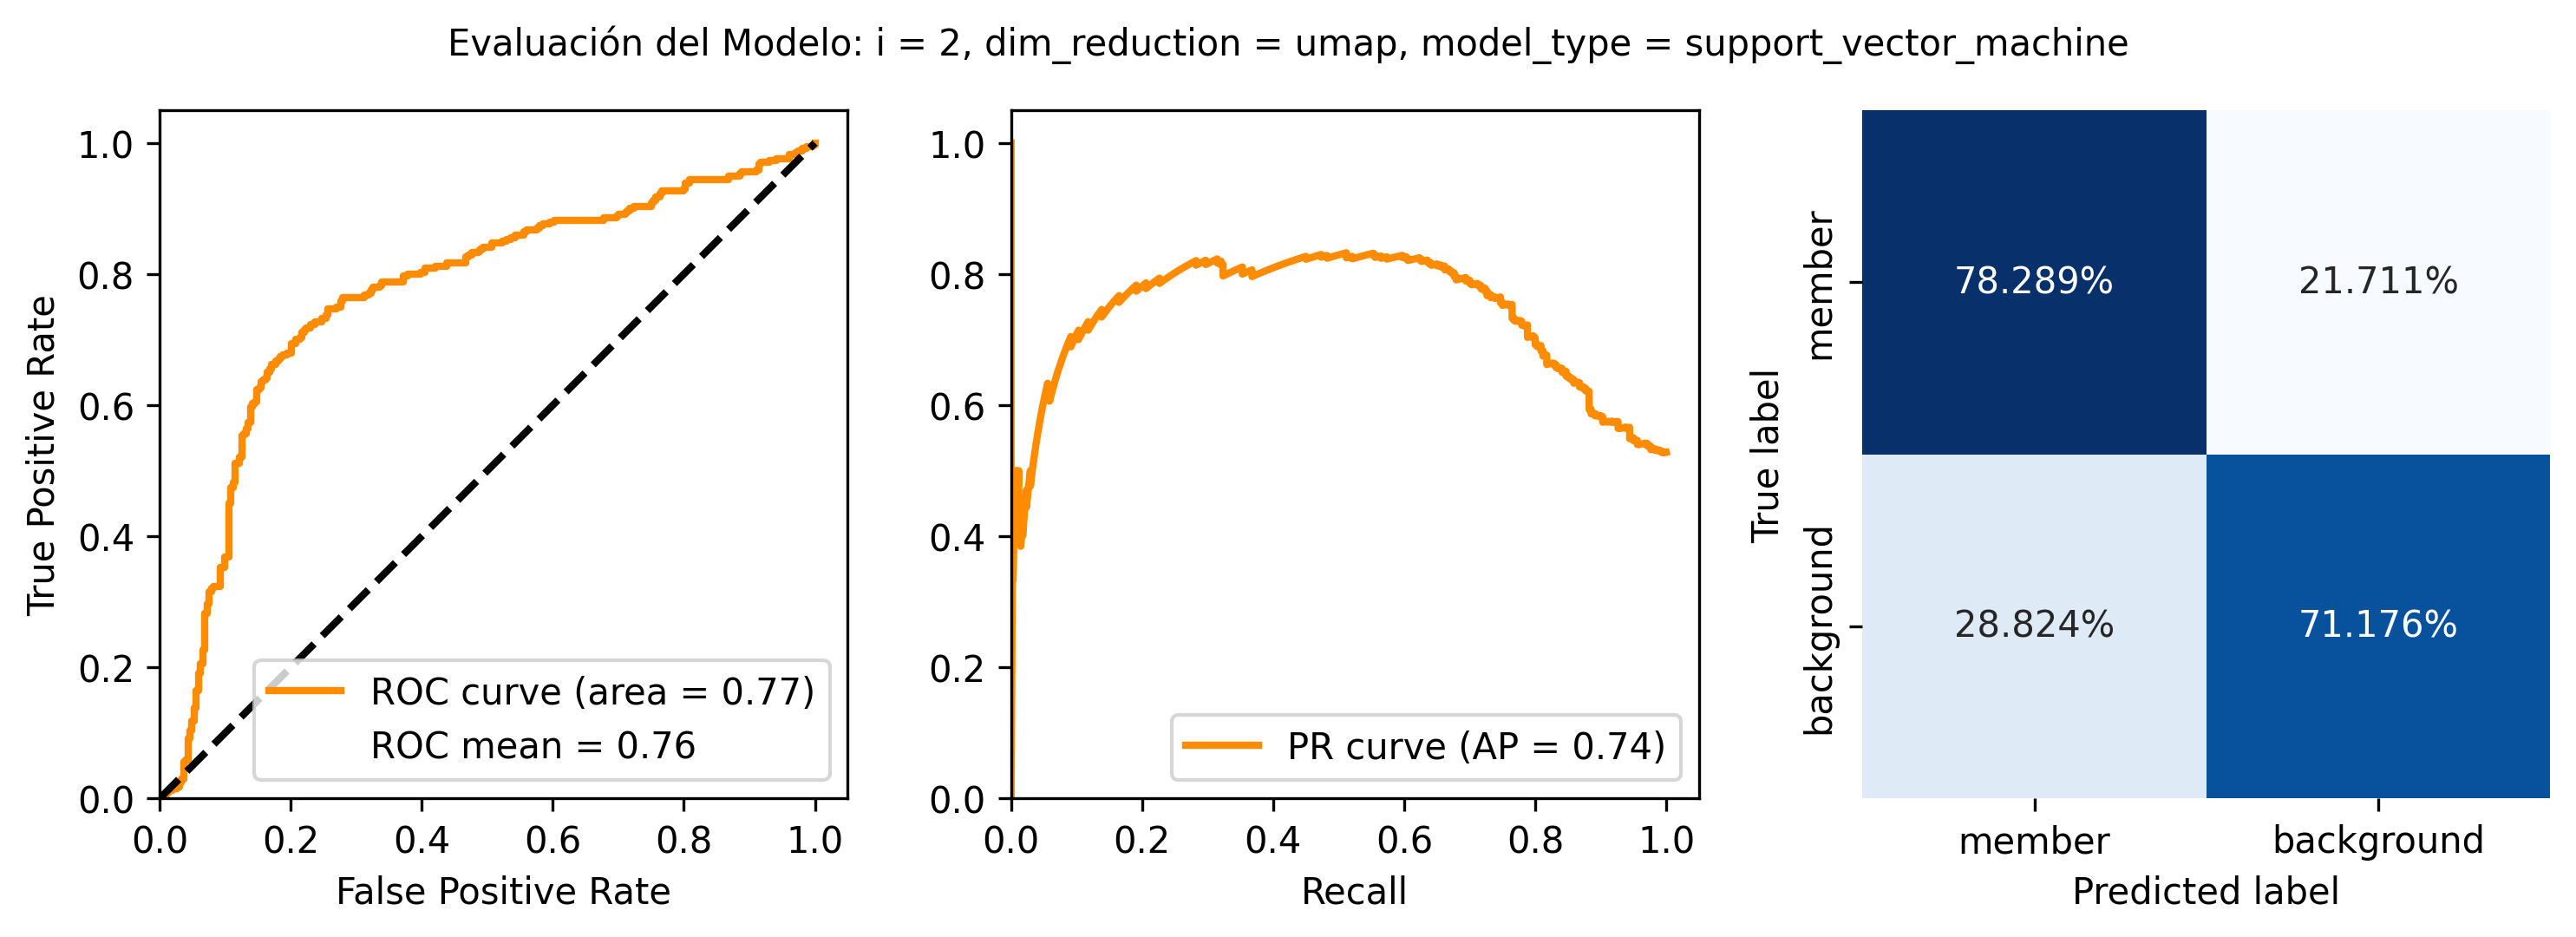 Evaluación del Modelo: i = 2, dim_reduction = umap, model_type = support_vector_machine
True Positive Rate
1.0
0.8
0.6
0.4
0.2
0.0
ROC curve (area = 0.77)
ROC mean = 0.76
0.0 0.2 0.4 0.6 0.8 1.0
False Positive Rate
1.0
0.8
0.6
0.4
0.2
0.0
PR curve (AP = 0.74)
0.0 0.2 0.4 0.6 0.8 1.0
Recall
True label
member
background
78.289% 21.711%
28.824% 71.176%
member background
Predicted label